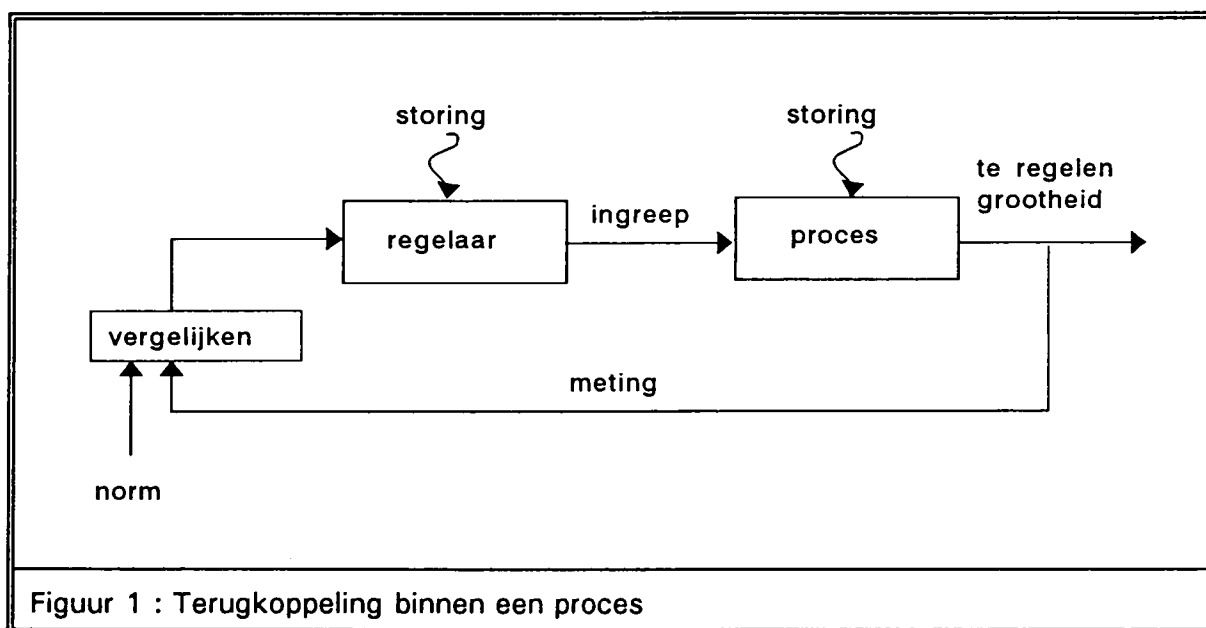 storing
storing
te regelen
grootheid
regelaar
ingreep
proces
vergelijken
meting
norm
Figuur 1 : Terugkoppeling binnen een proces